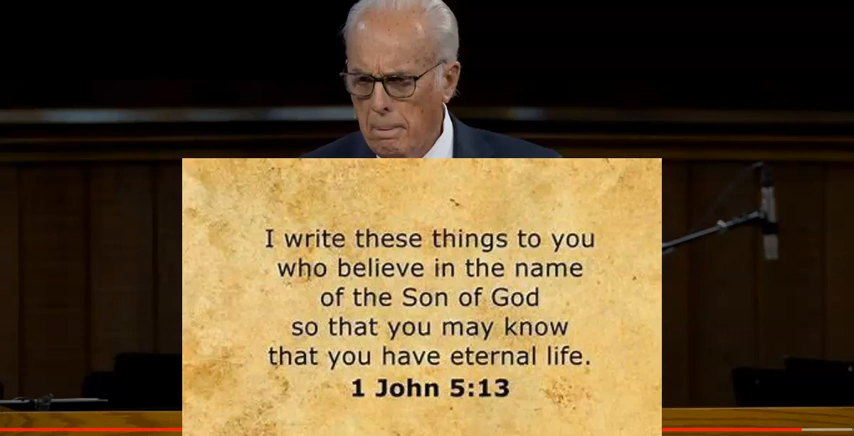 I write these things to you
who believe in the name
of the Son of God
so that you may know
that you have eternal life.
1 John 5:13